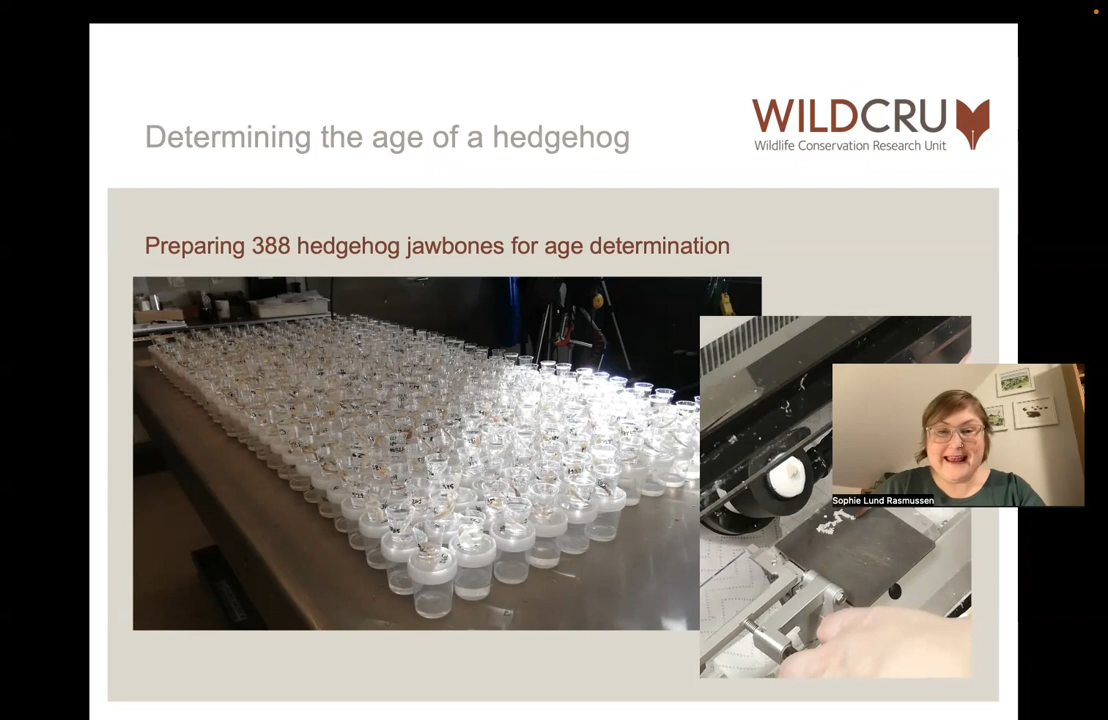 Determining the age of a hedgehog
WILDCRU
Wildlife Conservation Research Unit
Preparing 388 hedgehog jawbones for age determination
Sophie Lund Rasmussen